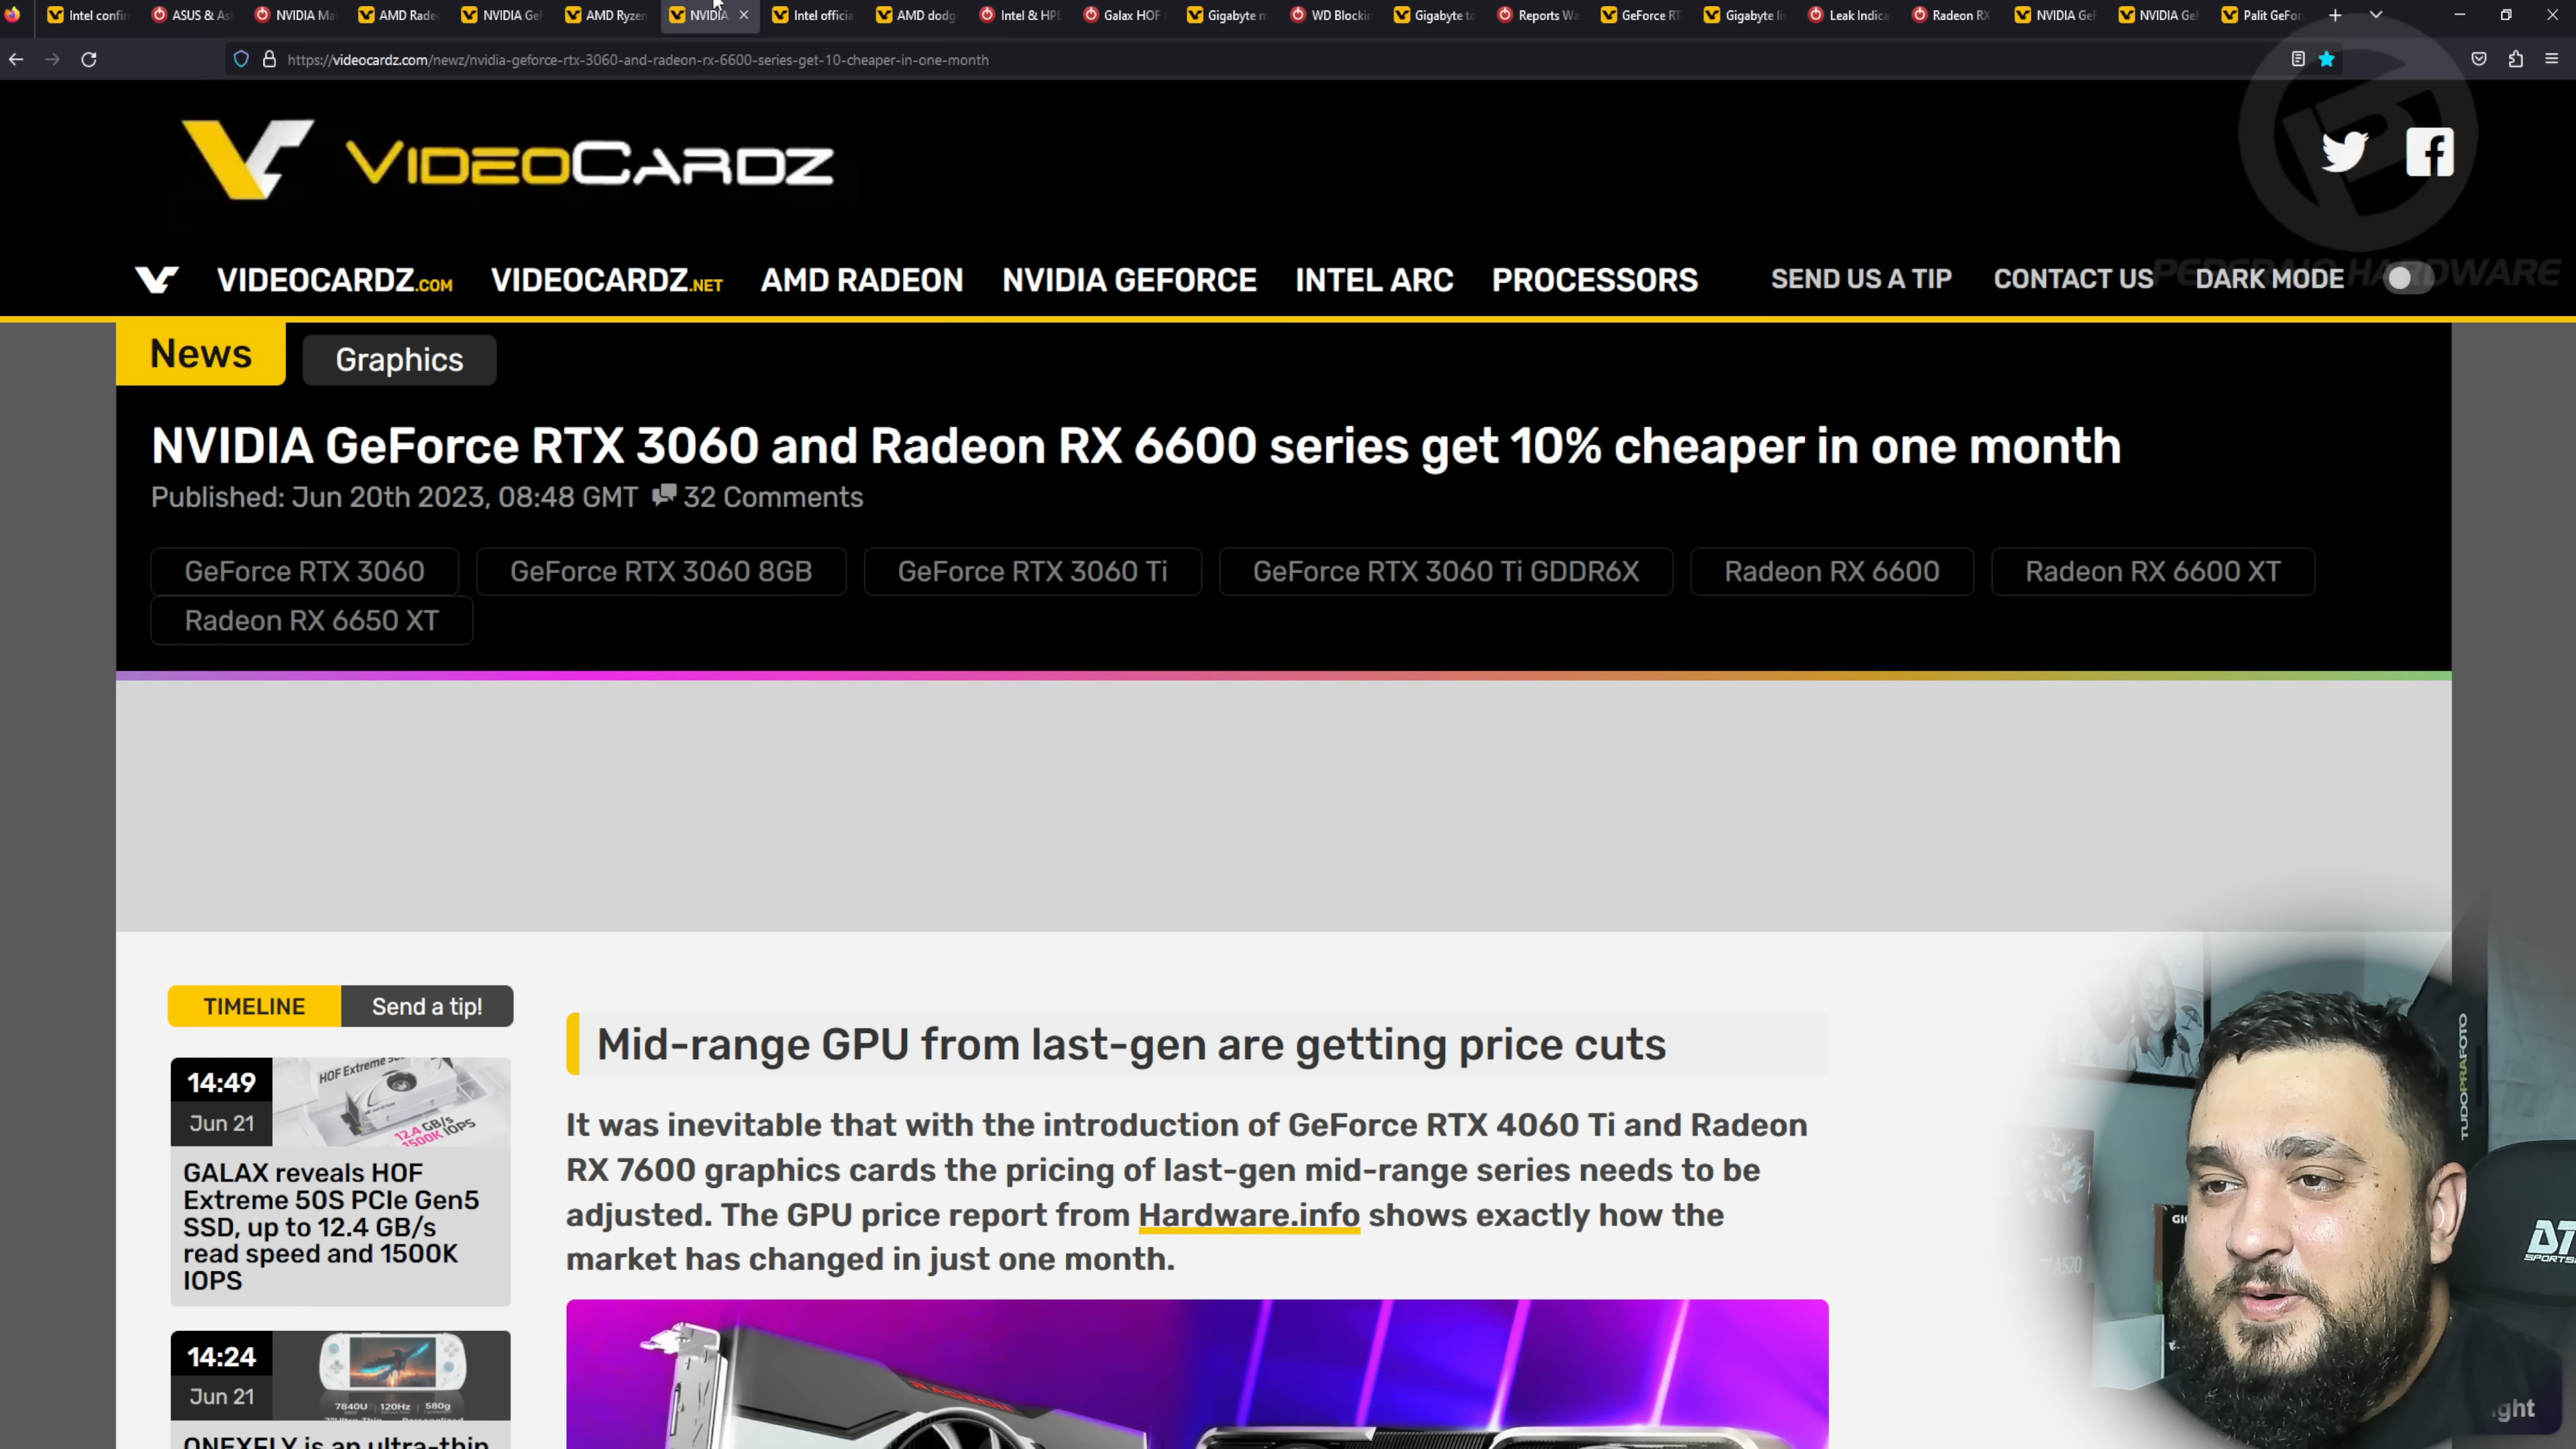 Intel confir
ASUS & As
NVIDIA Ma
AMD Rade
NVIDIA GeF
AMD Ryzen
NVIDIA
Intel officia
AMD dodg
Intel & HPE
Galax HOF
Gigabyte m
WD Blockin
Gigabyte to
Reports Wa
GeForce RT
Gigabyte li
Leak Indica
Radeon RX
NVIDIA GeF
NVIDIA GeF
Palit GeFor
https://videocardz.com/newz/nvidia-geforce-rtx-3060-and-radeon-rx-6600-series-get-10-cheaper-in-one-month
VIDEOCARDZ
VIDEOCARDZ.COM VIDEOCARDZ.NET AMD RADEON NVIDIA GEFORCE INTEL ARC PROCESSORS SEND US A TIP CONTACT US DARK MODE
HARDWARE
News Graphics
NVIDIA GeForce RTX 3060 and Radeon RX 6600 series get 10% cheaper in one month
Published: Jun 20th 2023, 08:48 GMT 32 Comments
GeForce RTX 3060 GeForce RTX 3060 8GB GeForce RTX 3060 Ti GeForce RTX 3060 Ti GDDR6X Radeon RX 6600 Radeon RX 6600 XT
Radeon RX 6650 XT
TIMELINE Send a tip!
14:49
Jun 21
HOF Extreme 50S
12.4 GB/s
1500K IOPS
GALAX reveals HOF
Extreme 50S PCIe Gen5
SSD, up to 12.4 GB/s
read speed and 1500K
IOPS
14:24
Jun 21
7840U 120Hz 580g
ONEXFLY is an ultra-thin
Mid-range GPU from last-gen are getting price cuts
It was inevitable that with the introduction of GeForce RTX 4060 Ti and Radeon
RX 7600 graphics cards the pricing of last-gen mid-range series needs to be
adjusted. The GPU price report from Hardware.info shows exactly how the
market has changed in just one month.
RADEON
TUDOPRAFOTO
A520
DT
SPORTS
ight